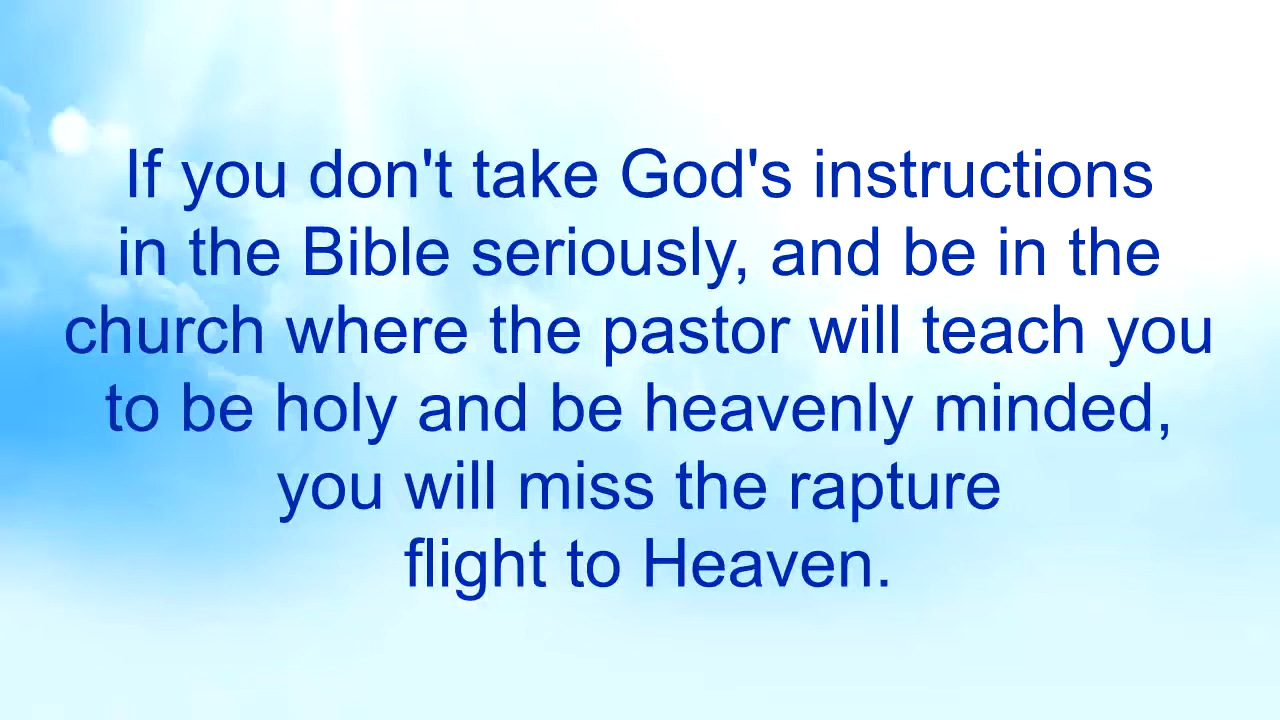 If you don't take God's instructions
in the Bible seriously, and be in the
church where the pastor will teach you
to be holy and be heavenly minded,
you will miss the rapture
flight to Heaven.